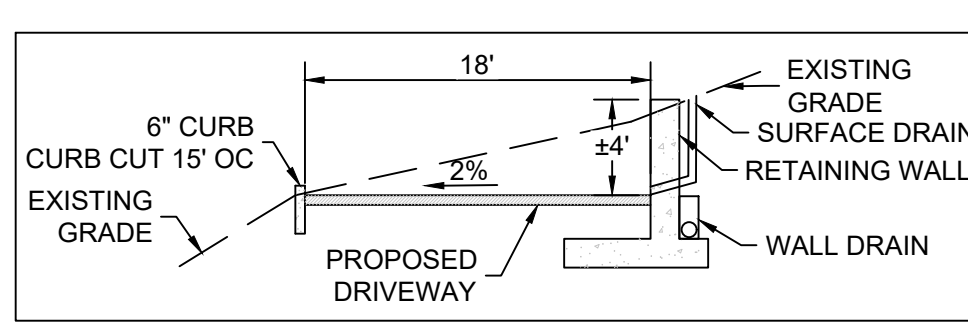 18'
EXISTING
GRADE
6" CURB
CURB CUT 15' OC
SURFACE DRAIN
±4'
2%
RETAINING WALL
EXISTING
GRADE
WALL DRAIN
PROPOSED
DRIVEWAY